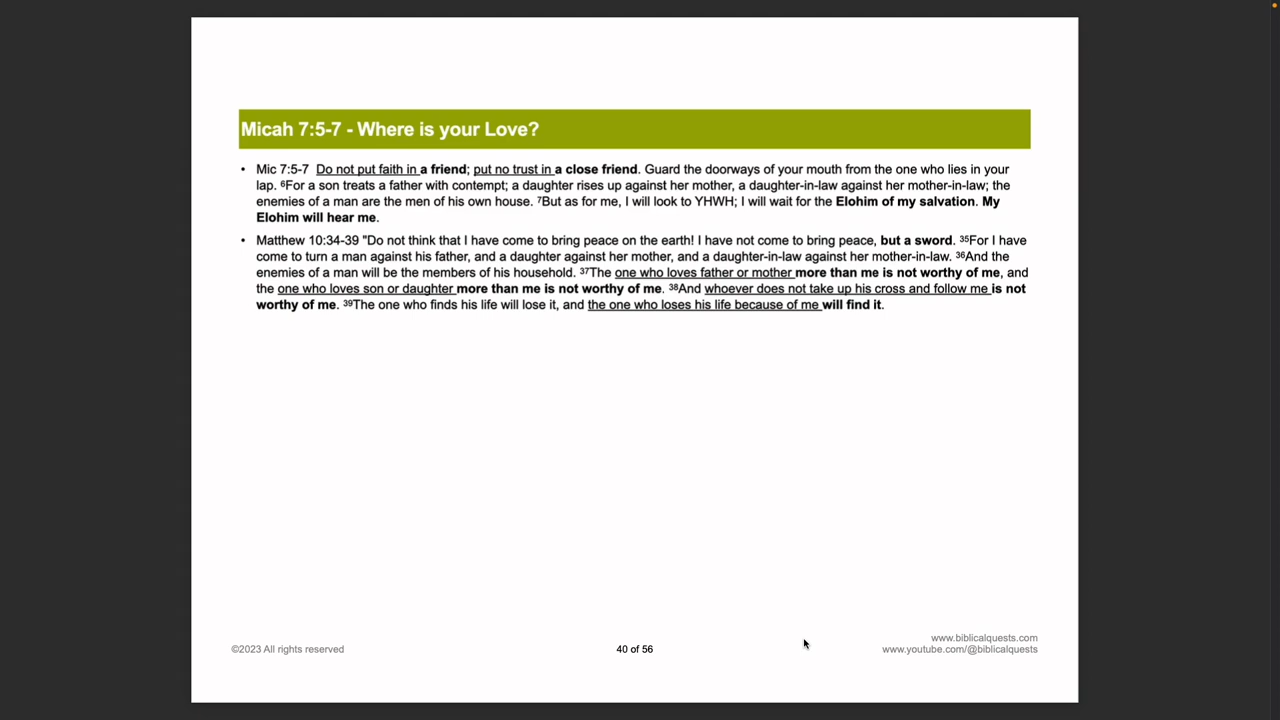 Micah 7:5-7 - Where is your Love?
• Mic 7:5-7 Do not put faith in a friend; put no trust in a close friend. Guard the doorways of your mouth from the one who lies in your
lap. ⁶For a son treats a father with contempt; a daughter rises up against her mother, a daughter-in-law against her mother-in-law; the
enemies of a man are the men of his own house. ⁷But as for me, I will look to YHWH; I will wait for the Elohim of my salvation. My
Elohim will hear me.
• Matthew 10:34-39 "Do not think that I have come to bring peace on the earth! I have not come to bring peace, but a sword. ³⁵For I have
come to turn a man against his father, and a daughter against her mother, and a daughter-in-law against her mother-in-law. ³⁶And the
enemies of a man will be the members of his household. ³⁷The one who loves father or mother more than me is not worthy of me, and
the one who loves son or daughter more than me is not worthy of me. ³⁸And whoever does not take up his cross and follow me is not
worthy of me. ³⁹The one who finds his life will lose it, and the one who loses his life because of me will find it.
©2023 All rights reserved
40 of 56
www.biblicalquests.com
www.youtube.com/@biblicalquests